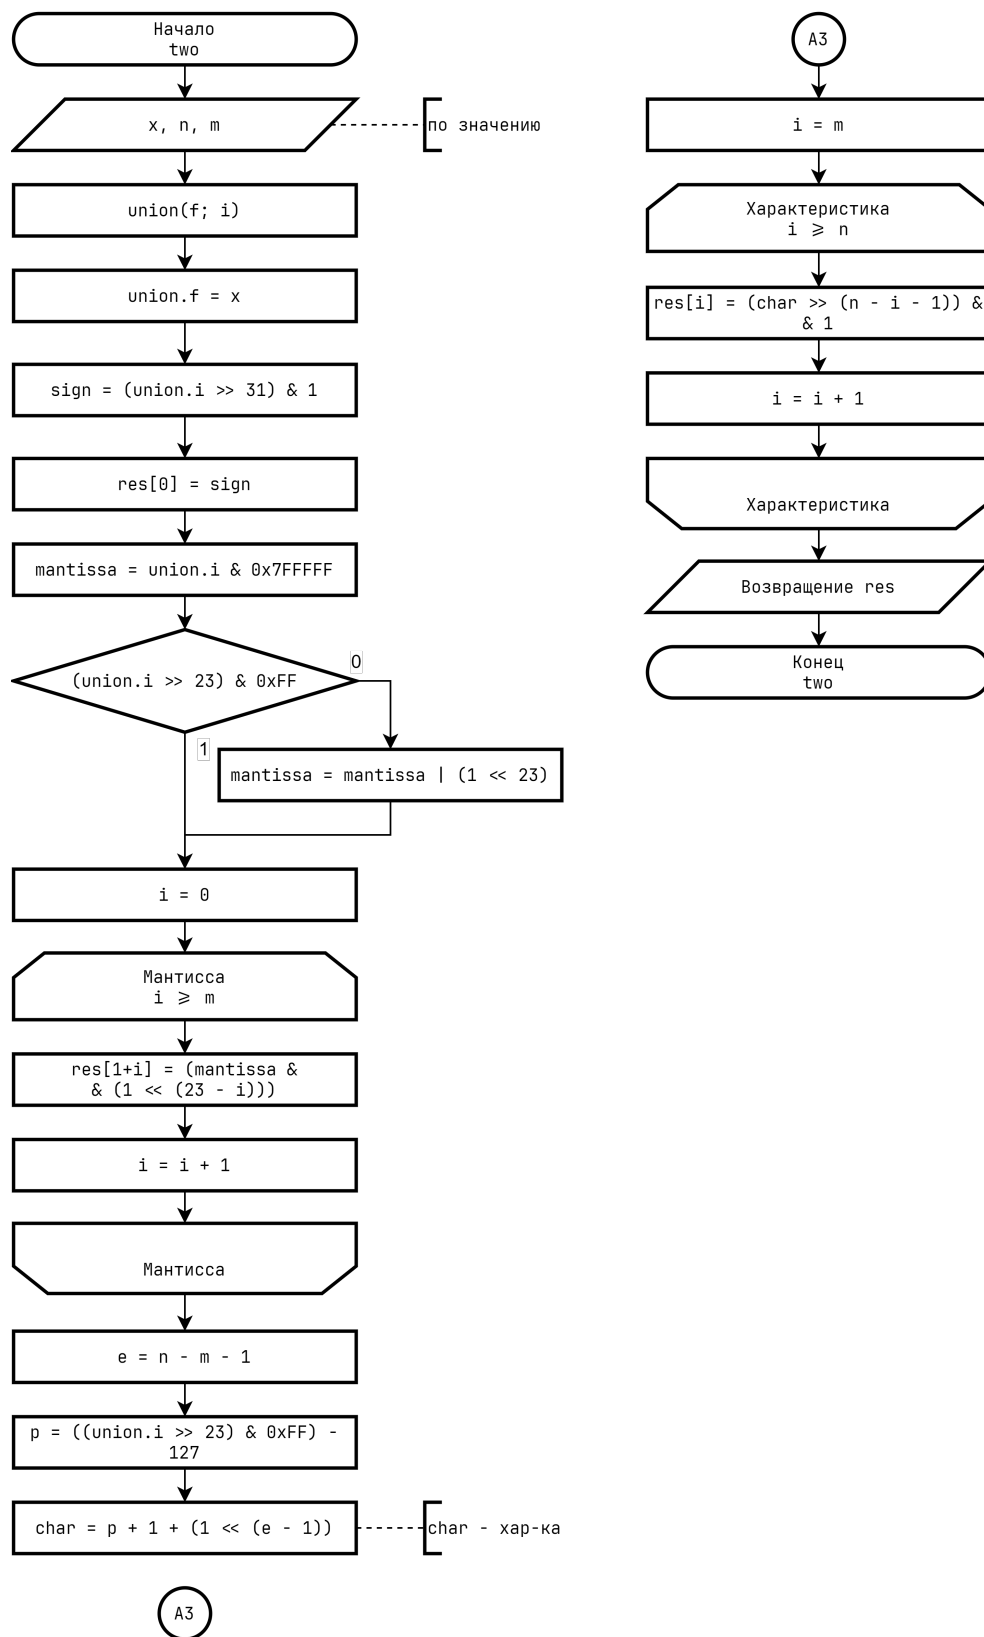 Начало
two
x, n, m
по значению
union(f; i)
union.f = x
sign = (union.i >> 31) & 1
res[0] = sign
mantissa = union.i & 0x7FFFFF
(union.i >> 23) & 0xFF
0
1
mantissa = mantissa | (1 << 23)
i = 0
Мантисса
i ⩾ m
res[1+i] = (mantissa &
& (1 << (23 - i)))
i = i + 1
Мантисса
e = n - m - 1
p = ((union.i >> 23) & 0xFF) -
127
char = p + 1 + (1 << (e - 1))
char - хар-ка
А3
А3
i = m
Характеристика
i ⩾ n
res[i] = (char >> (n - i - 1)) &
& 1
i = i + 1
Характеристика
Возвращение res
Конец
two